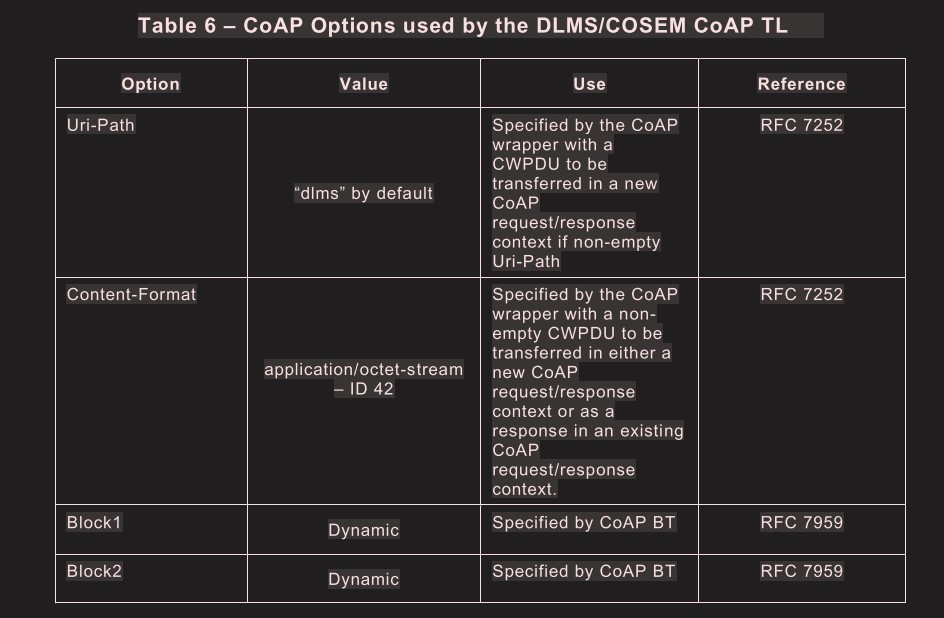 Table 6 – CoAP Options used by the DLMS/COSEM CoAP TL
Option
Value
Use
Reference
Uri-Path
“dlms” by default
Specified by the CoAP
wrapper with a
CWPDU to be
transferred in a new
CoAP
request/response
context if non-empty
Uri-Path
RFC 7252
Content-Format
application/octet-stream
– ID 42
Specified by the CoAP
wrapper with a non-
empty CWPDU to be
transferred in either a
new CoAP
request/response
context or as a
response in an existing
CoAP
request/response
context.
RFC 7252
Block1
Dynamic
Specified by CoAP BT
RFC 7959
Block2
Dynamic
Specified by CoAP BT
RFC 7959